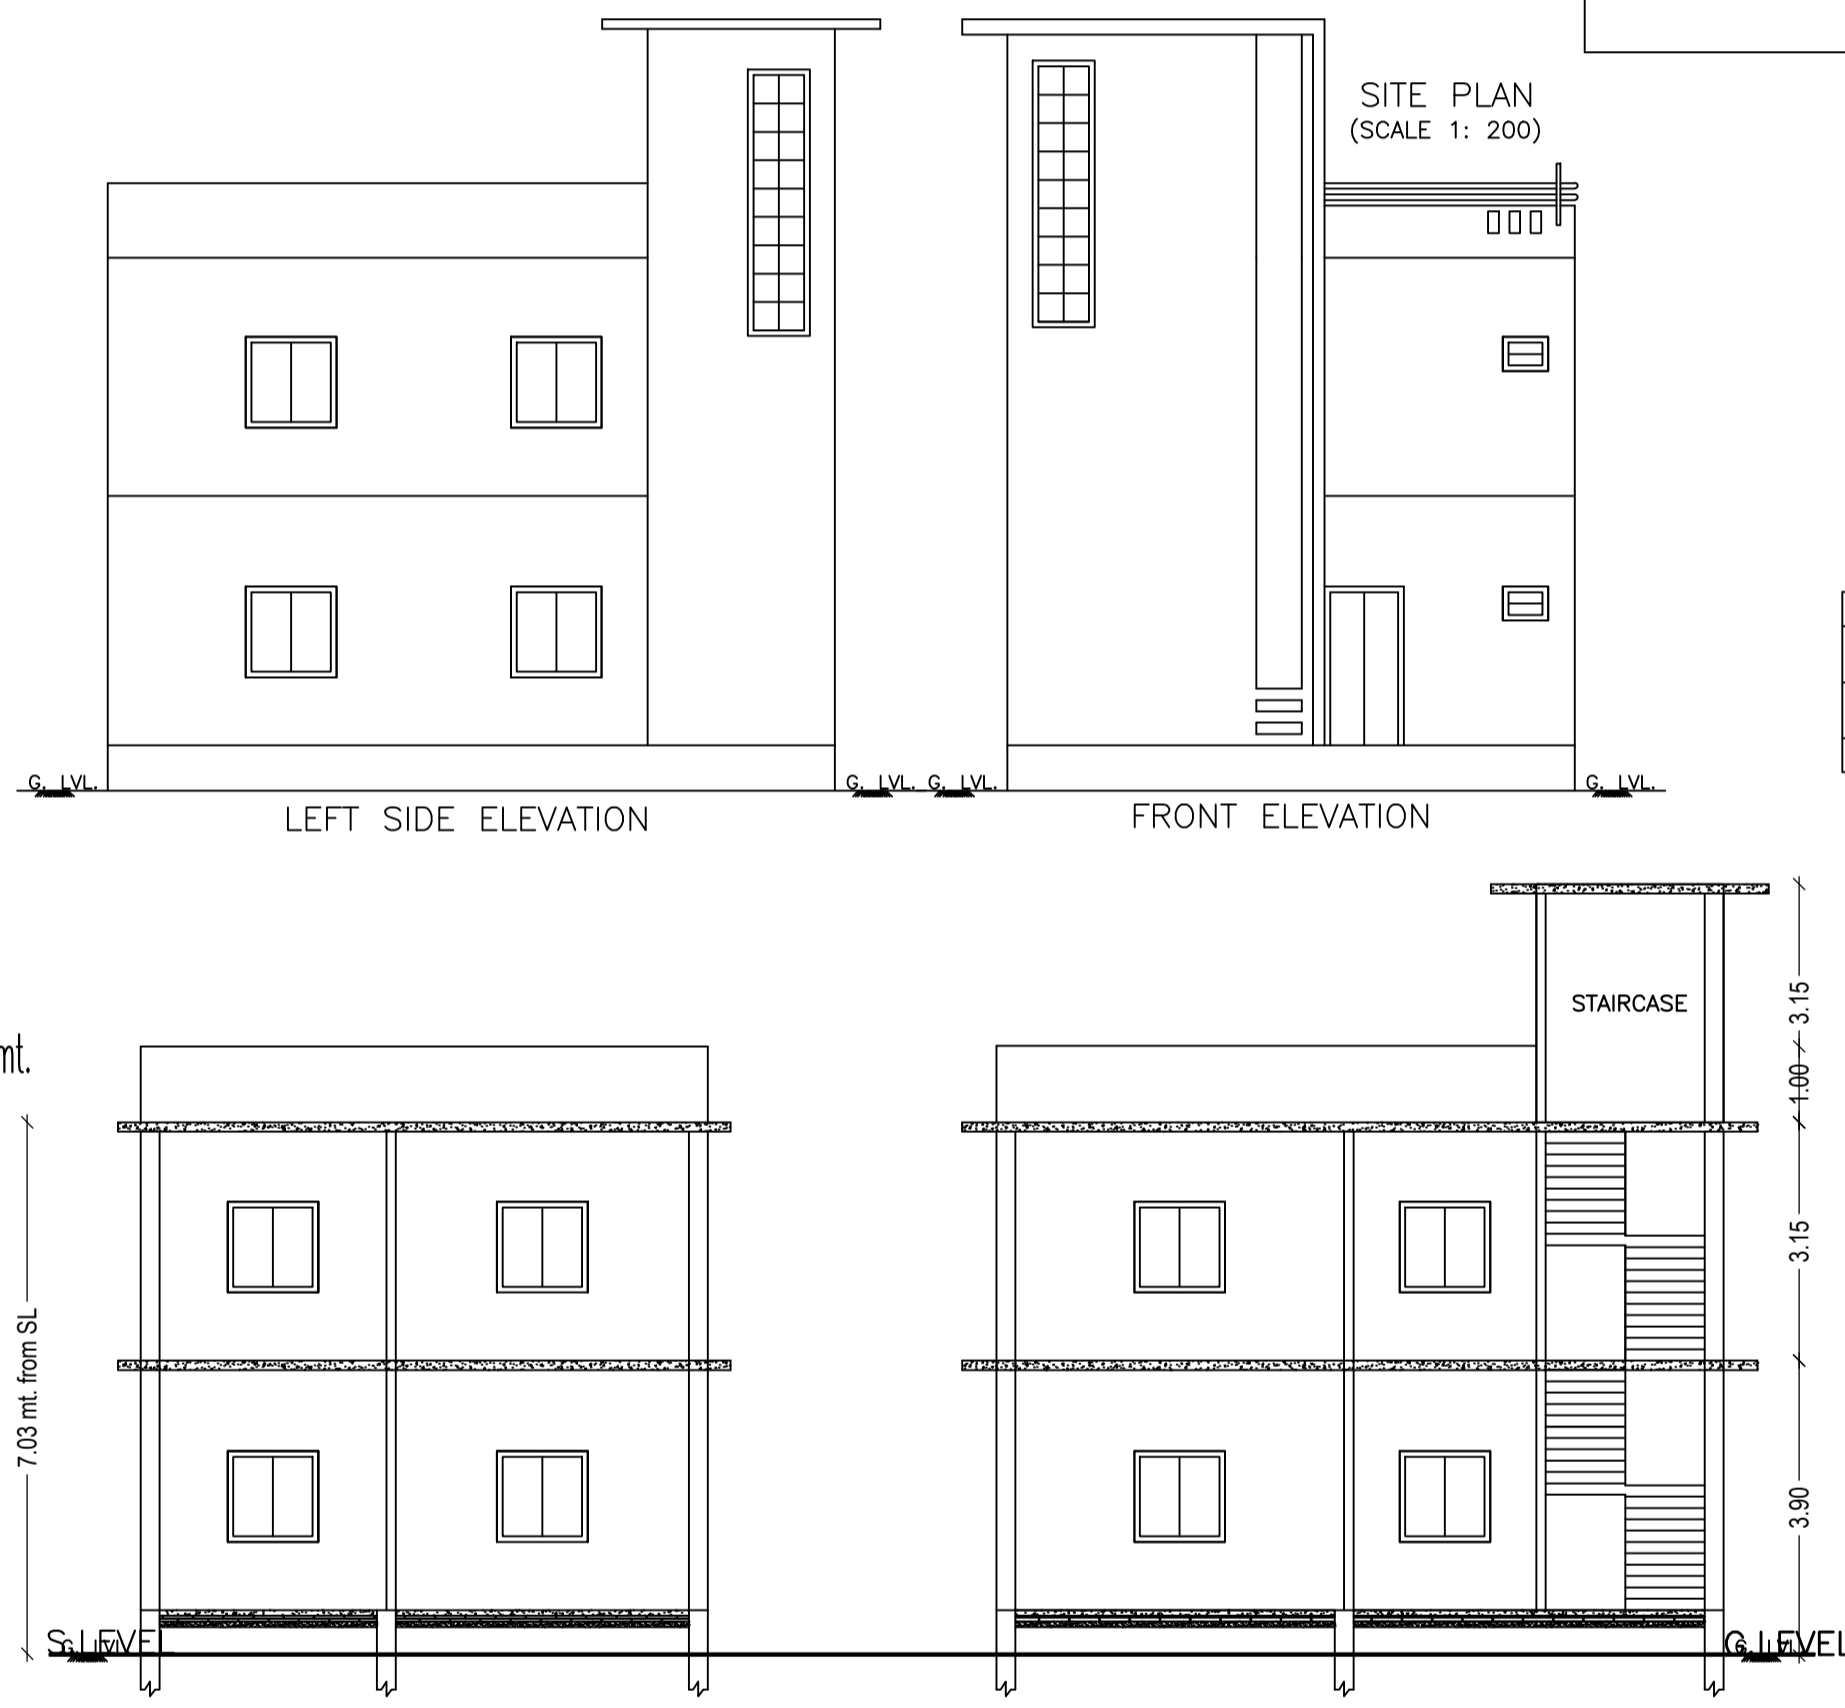 SITE PLAN
(SCALE 1: 200)
G. LVL.
G. LVL.
G. LVL.
G. LVL.
LEFT SIDE ELEVATION
FRONT ELEVATION
STAIRCASE
3.15
mt.
1.00
3.15
7.03 mt. from SL
3.90
S.LEVEL
G.LEVEL